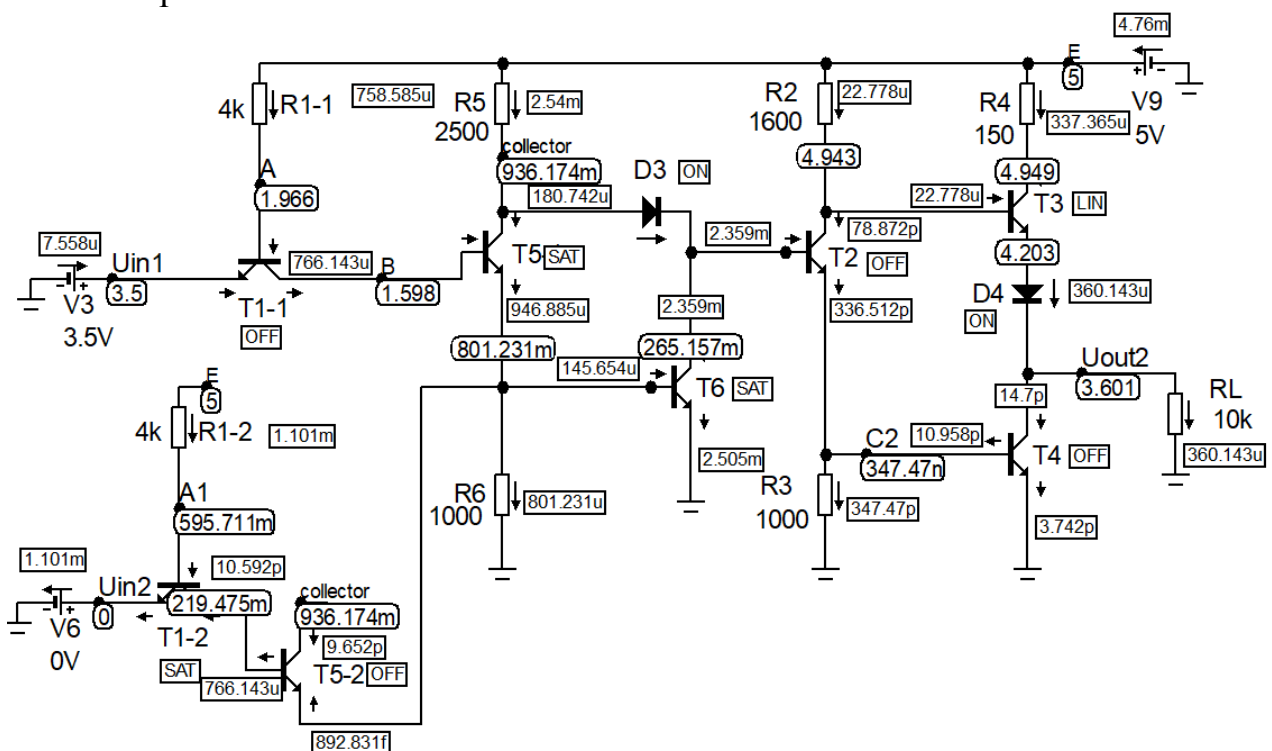 4.76m
E
5
V9
5V
4k
R1-1
758.585u
R5
2500
2.54m
R2
1600
22.778u
R4
150
337.365u
collector
936.174m
4.943
4.949
A
1.966
180.742u
D3
ON
22.778u
T3
LIN
7.558u
Uin1
3.5
V3
3.5V
766.143u
T1-1
OFF
B
1.598
T5
SAT
2.359m
T2
OFF
78.872p
4.203
946.885u
2.359m
336.512p
D4
ON
360.143u
801.231m
265.157m
145.654u
T6
SAT
Uout2
3.601
RL
10k
360.143u
E
5
4k
R1-2
1.101m
14.7p
C2
347.47n
10.958p
T4
OFF
2.505m
A1
595.711m
R6
1000
801.231u
R3
1000
347.47p
3.742p
1.101m
Uin2
0
V6
0V
10.592p
219.475m
T1-2
SAT
collector
936.174m
9.652p
T5-2
OFF
766.143u
892.831f